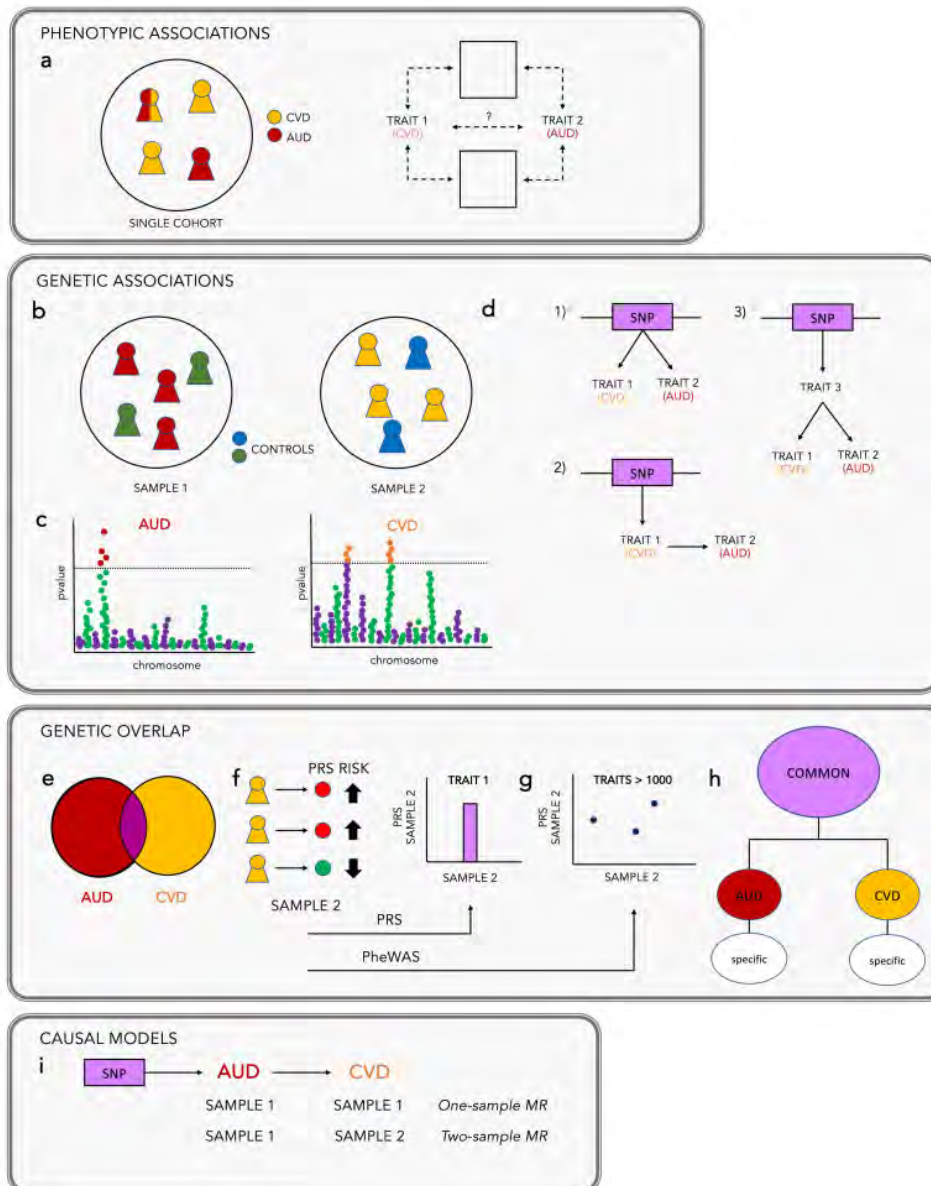 PHENOTYPIC ASSOCIATIONS
a
CVD
AUD
SINGLE COHORT
TRAIT 1
(CVD)
?
TRAIT 2
(AUD)
GENETIC ASSOCIATIONS
b
CONTROLS
SAMPLE 1
SAMPLE 2
c
AUD
pvalue
chromosome
CVD
pvalue
chromosome
d
1)
SNP
TRAIT 1
(CVD)
TRAIT 2
(AUD)
2)
SNP
TRAIT 1
(CVD)
TRAIT 2
(AUD)
3)
SNP
TRAIT 3
TRAIT 1
(CVD)
TRAIT 2
(AUD)
GENETIC OVERLAP
e
AUD
CVD
f
PRS RISK
SAMPLE 2
PRS
PheWAS
TRAIT 1
PRS
SAMPLE 2
SAMPLE 2
g
TRAITS > 1000
PRS
SAMPLE 2
SAMPLE 2
h
COMMON
AUD
CVD
specific
specific
CAUSAL MODELS
i
SNP
AUD
CVD
SAMPLE 1
SAMPLE 1
One-sample MR
SAMPLE 1
SAMPLE 2
Two-sample MR